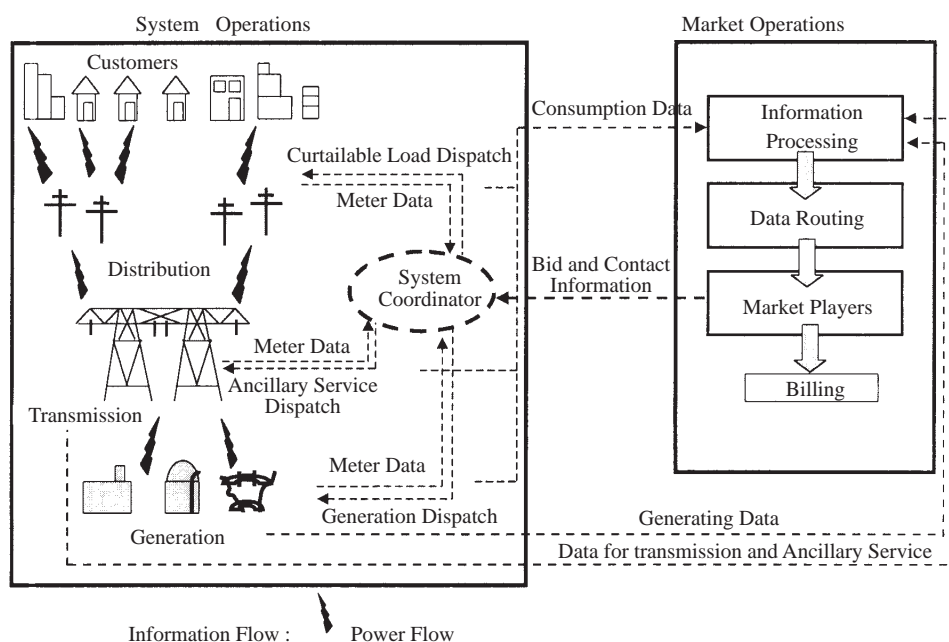 System Operations
Market Operations
Customers
Consumption Data
Information
Processing
Curtailable Load Dispatch
Meter Data
Data Routing
Distribution
System
Coordinator
Bid and Contact
Information
Market Players
Meter Data
Ancillary Service
Dispatch
Billing
Transmission
Meter Data
Generation Dispatch
Generation
Generating Data
Data for transmission and Ancillary Service
Information Flow :
Power Flow